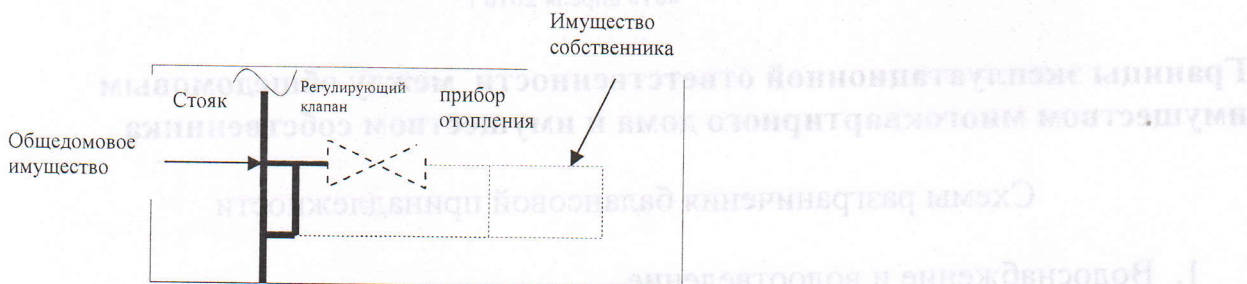 Имущество
собственника
Стояк
Регулирующий
клапан
прибор
отопления
Общедомовое
имущество
Границы эксплуатационной ответственности между общедомовым
имуществом многоквартирного дома и имуществом собственника
Схемы разграничения балансовой принадлежности
1. Водоснабжение и водоотведение